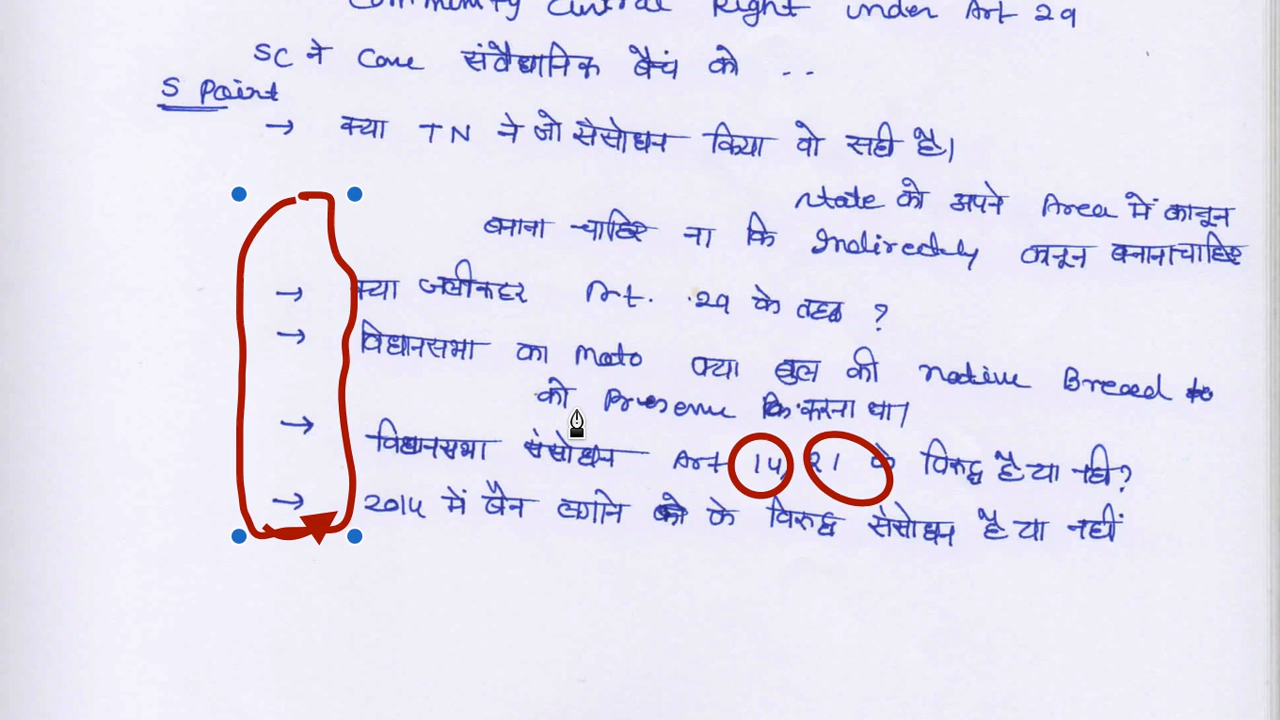 Community Cultural Right under Art 29
SC ने Case संवैधानिक बैंच को ..
5 Point
→ क्या TN ने जो संसोधन किया वो सही है।
State को अपने Area में कानून
बनाना चाहिए ना कि Indirectly कानून बनाना चाहिए
→ क्या जलीकट्टू Art. 29 के तहत ?
→ विधानसभा का Moto क्या बुल की native Breed
को Preserve करना था।
→ विधानसभा संसोधन Art 14, 21 के विरुद्ध है या नही?
→ 2014 में बैन लगाने के विरुद्ध संसोधन है या नहीं